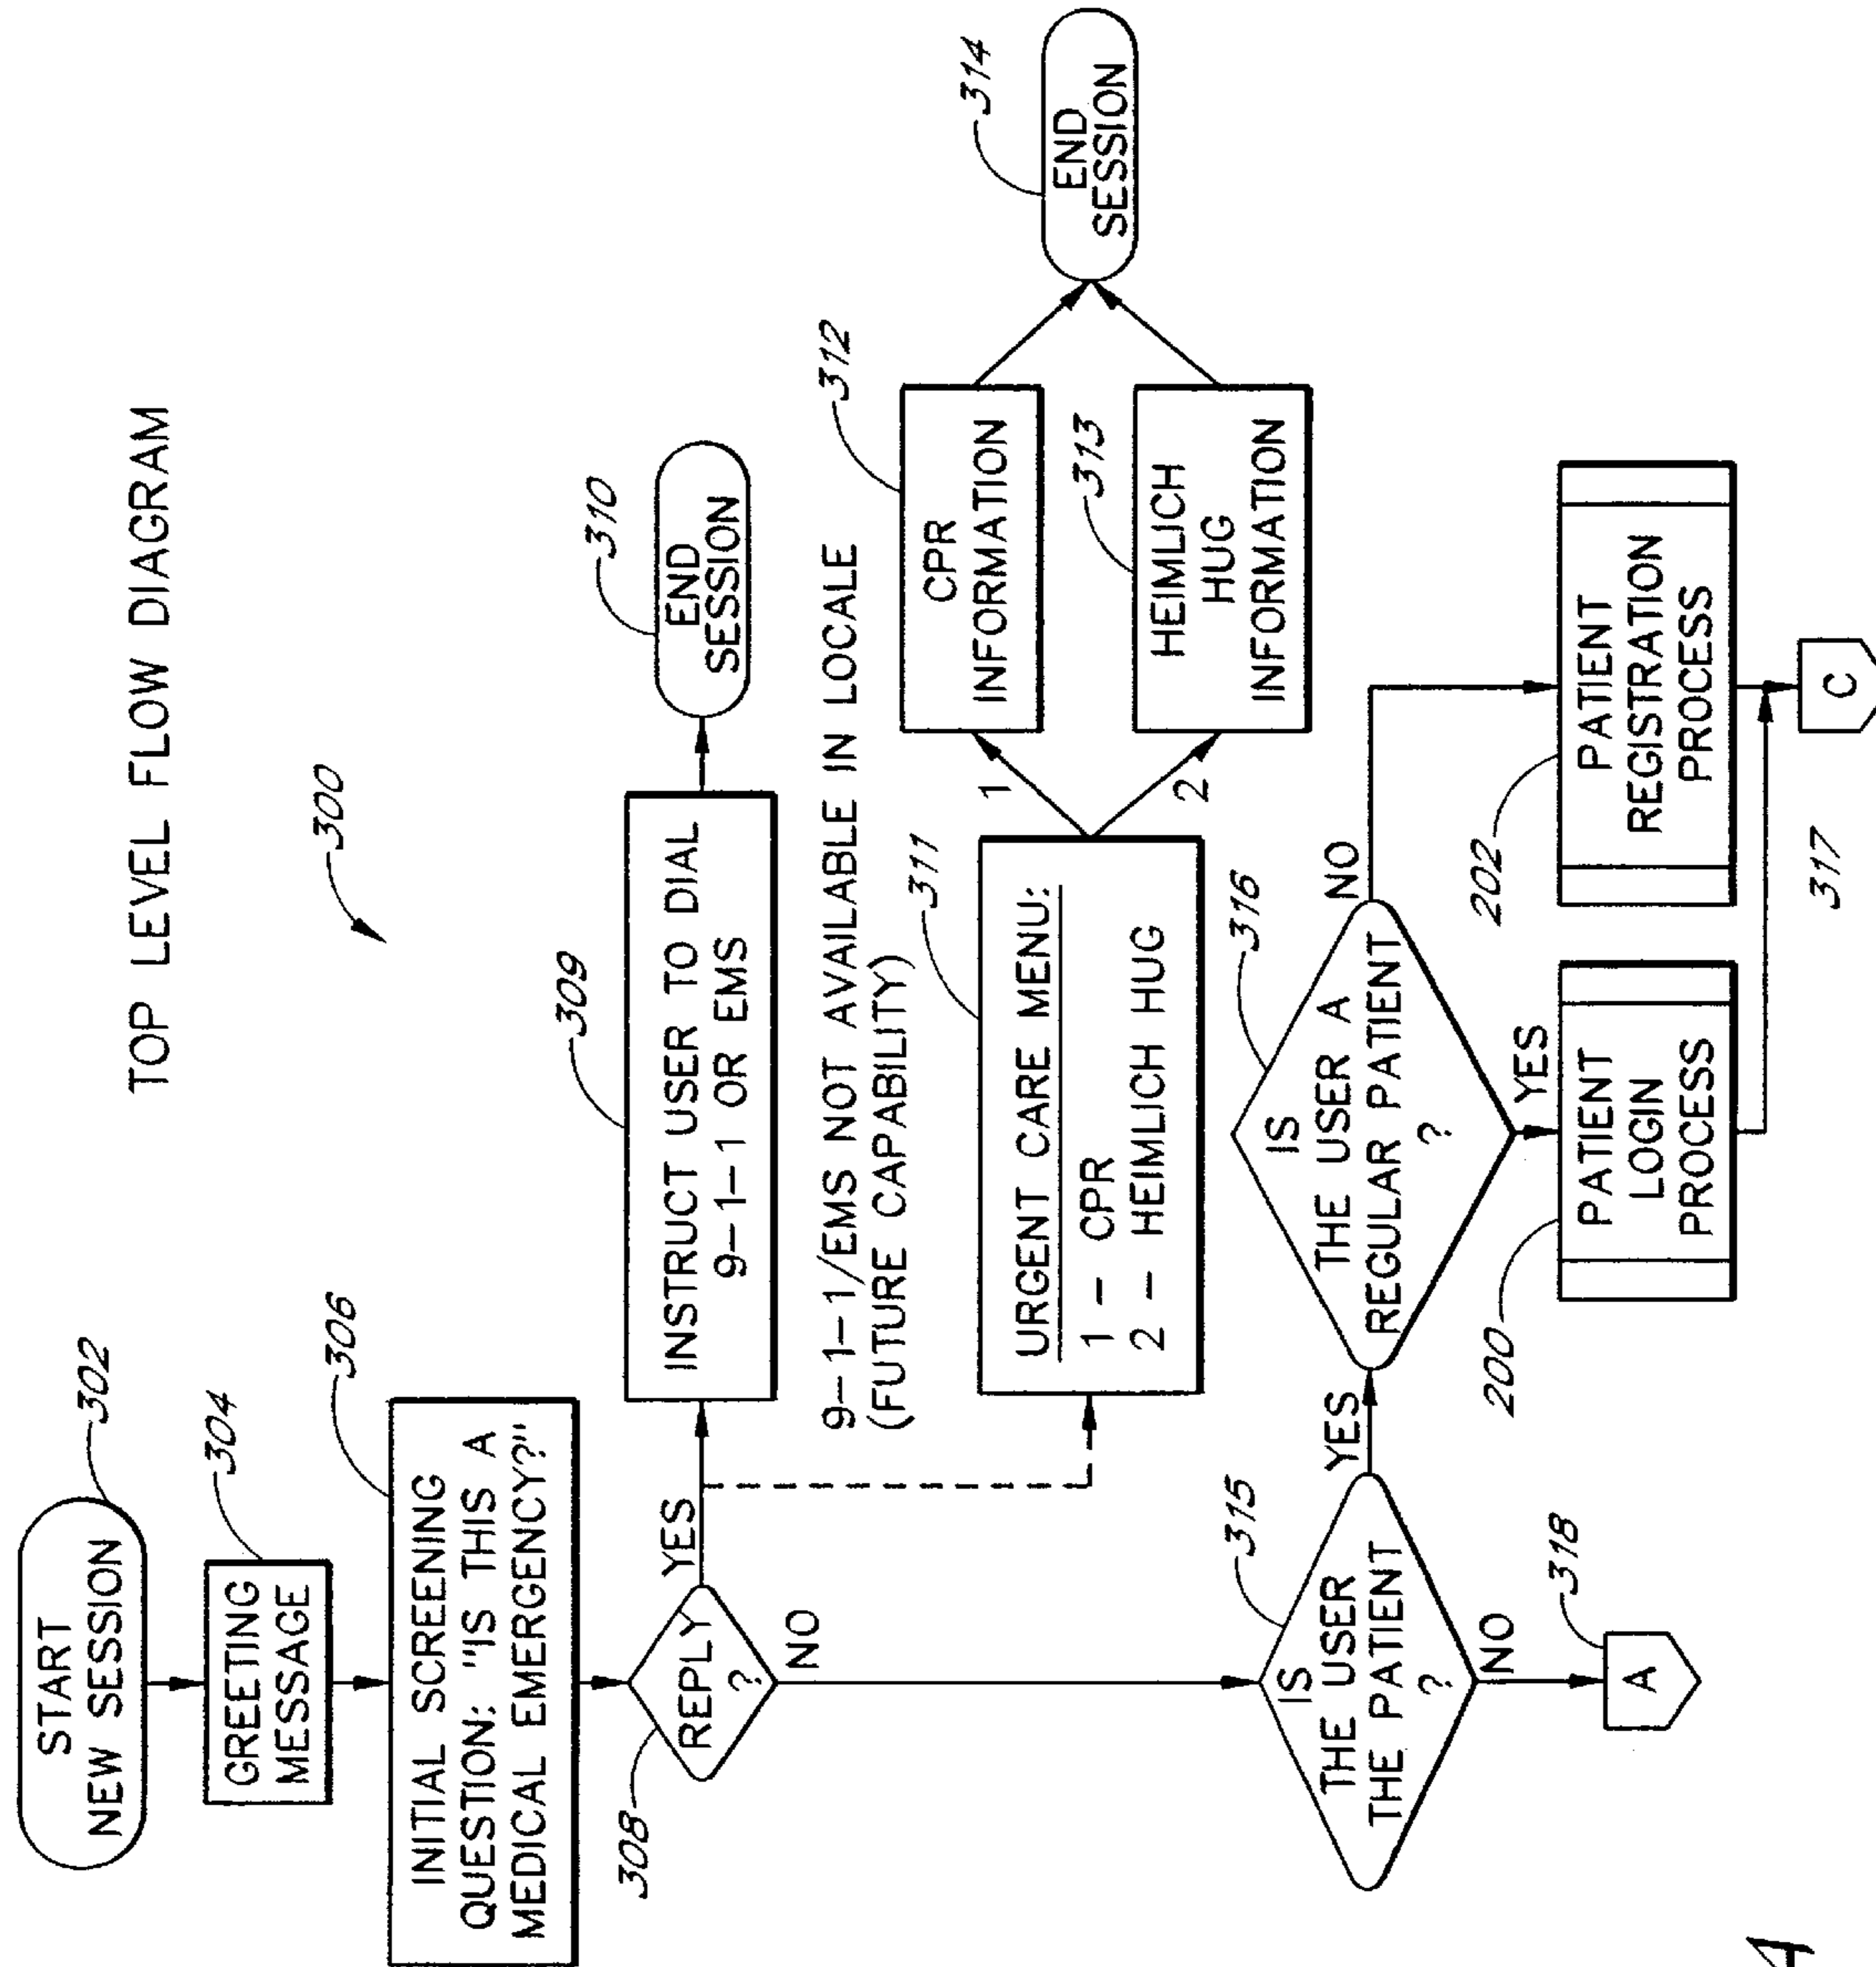 TOP LEVEL FLOW DIAGRAM
300
START
NEW SESSION
302
GREETING
MESSAGE
304
INITIAL SCREENING
QUESTION: "IS THIS A
MEDICAL EMERGENCY?"
306
REPLY
?
308
YES
NO
INSTRUCT USER TO DIAL
9-1-1 OR EMS
309
END
SESSION
310
9-1-1/EMS NOT AVAILABLE IN LOCALE
(FUTURE CAPABILITY)
URGENT CARE MENU:
1 - CPR
2 - HEIMLICH HUG
311
1
2
CPR
INFORMATION
312
HEIMLICH
HUG
INFORMATION
313
END
SESSION
314
IS
THE USER
THE PATIENT
?
315
YES
NO
A
318
IS
THE USER A
REGULAR PATIENT
?
316
NO
YES
PATIENT
LOGIN
PROCESS
200
PATIENT
REGISTRATION
PROCESS
202
317
C